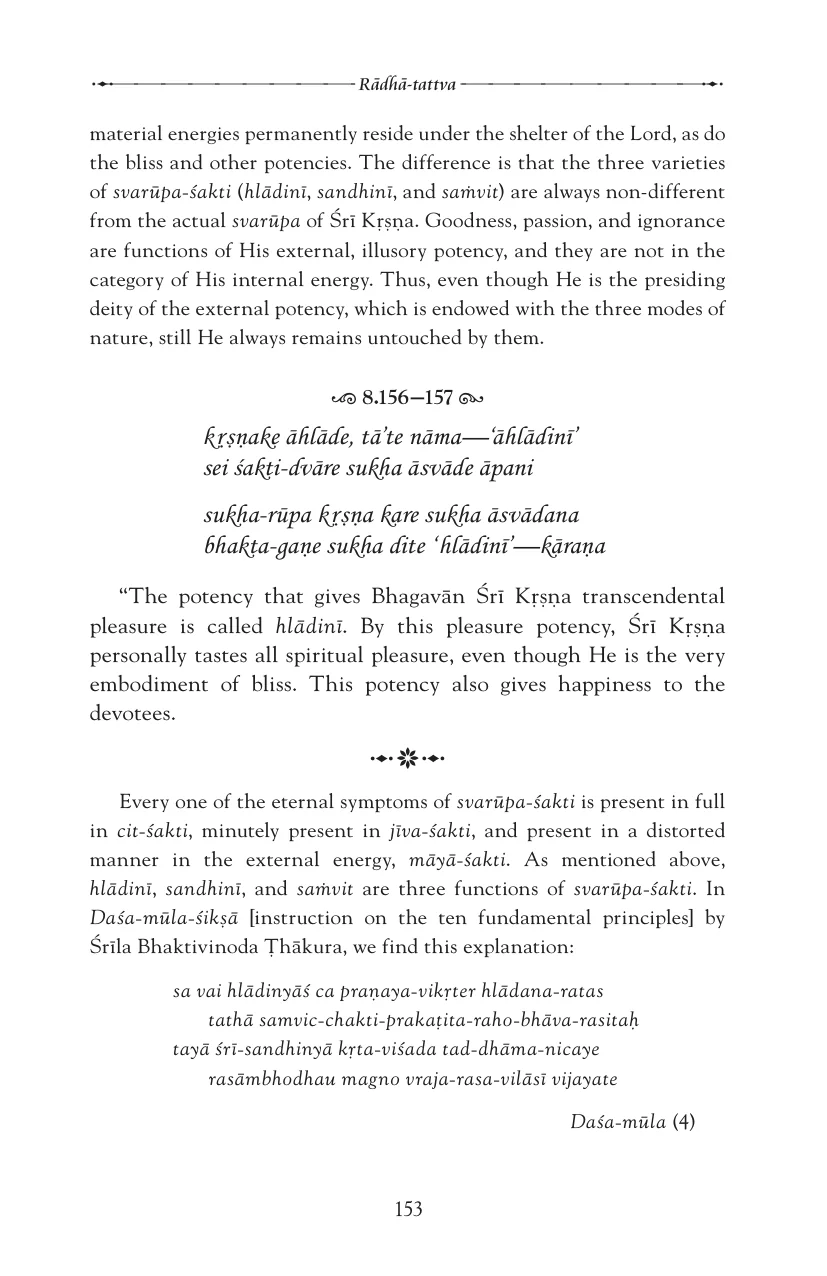 Rādhā-tattva
material energies permanently reside under the shelter of the Lord, as do
the bliss and other potencies. The difference is that the three varieties
of svarūpa-śakti (hlādinī, sandhinī, and saṁvit) are always non-different
from the actual svarūpa of Śrī Kṛṣṇa. Goodness, passion, and ignorance
are functions of His external, illusory potency, and they are not in the
category of His internal energy. Thus, even though He is the presiding
deity of the external potency, which is endowed with the three modes of
nature, still He always remains untouched by them.
8.156–157
kṛṣṇake āhlāde, tā’te nāma—‘āhlādinī’
sei śakti-dvāre sukha āsvāde āpani
sukha-rūpa kṛṣṇa kare sukha āsvādana
bhakta-gaṇe sukha dite ‘hlādinī’—kāraṇa
“The potency that gives Bhagavān Śrī Kṛṣṇa transcendental
pleasure is called hlādinī. By this pleasure potency, Śrī Kṛṣṇa
personally tastes all spiritual pleasure, even though He is the very
embodiment of bliss. This potency also gives happiness to the
devotees.
Every one of the eternal symptoms of svarūpa-śakti is present in full
in cit-śakti, minutely present in jīva-śakti, and present in a distorted
manner in the external energy, māyā-śakti. As mentioned above,
hlādinī, sandhinī, and saṁvit are three functions of svarūpa-śakti. In
Daśa-mūla-śikṣā [instruction on the ten fundamental principles] by
Śrīla Bhaktivinoda Ṭhākura, we find this explanation:
sa vai hlādinyāś ca praṇaya-vikṛter hlādana-ratas
tathā samvic-chakti-prakaṭita-raho-bhāva-rasitaḥ
tayā śrī-sandhinyā kṛta-viśada tad-dhāma-nicaye
rasāmbhodhau magno vraja-rasa-vilāsī vijayate
Daśa-mūla (4)
153